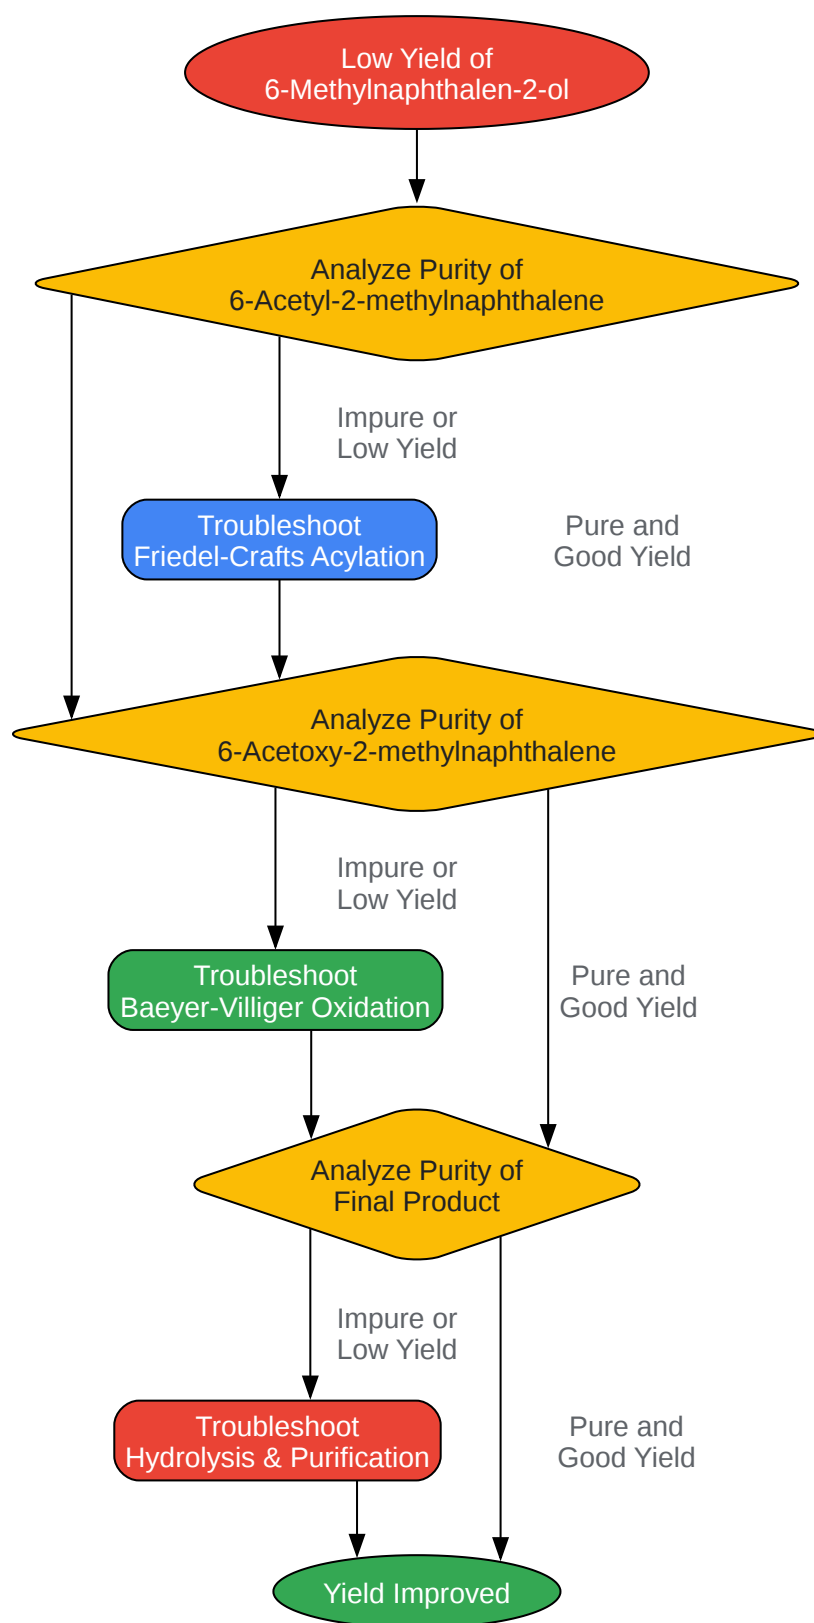 Low Yield of
6-Methylnaphthalen-2-ol
Analyze Purity of
6-Acetyl-2-methylnaphthalene
Impure or
Low Yield
Troubleshoot
Friedel-Crafts Acylation
Pure and
Good Yield
Analyze Purity of
6-Acetoxy-2-methylnaphthalene
Impure or
Low Yield
Troubleshoot
Baeyer-Villiger Oxidation
Pure and
Good Yield
Analyze Purity of
Final Product
Impure or
Low Yield
Troubleshoot
Hydrolysis & Purification
Pure and
Good Yield
Yield Improved